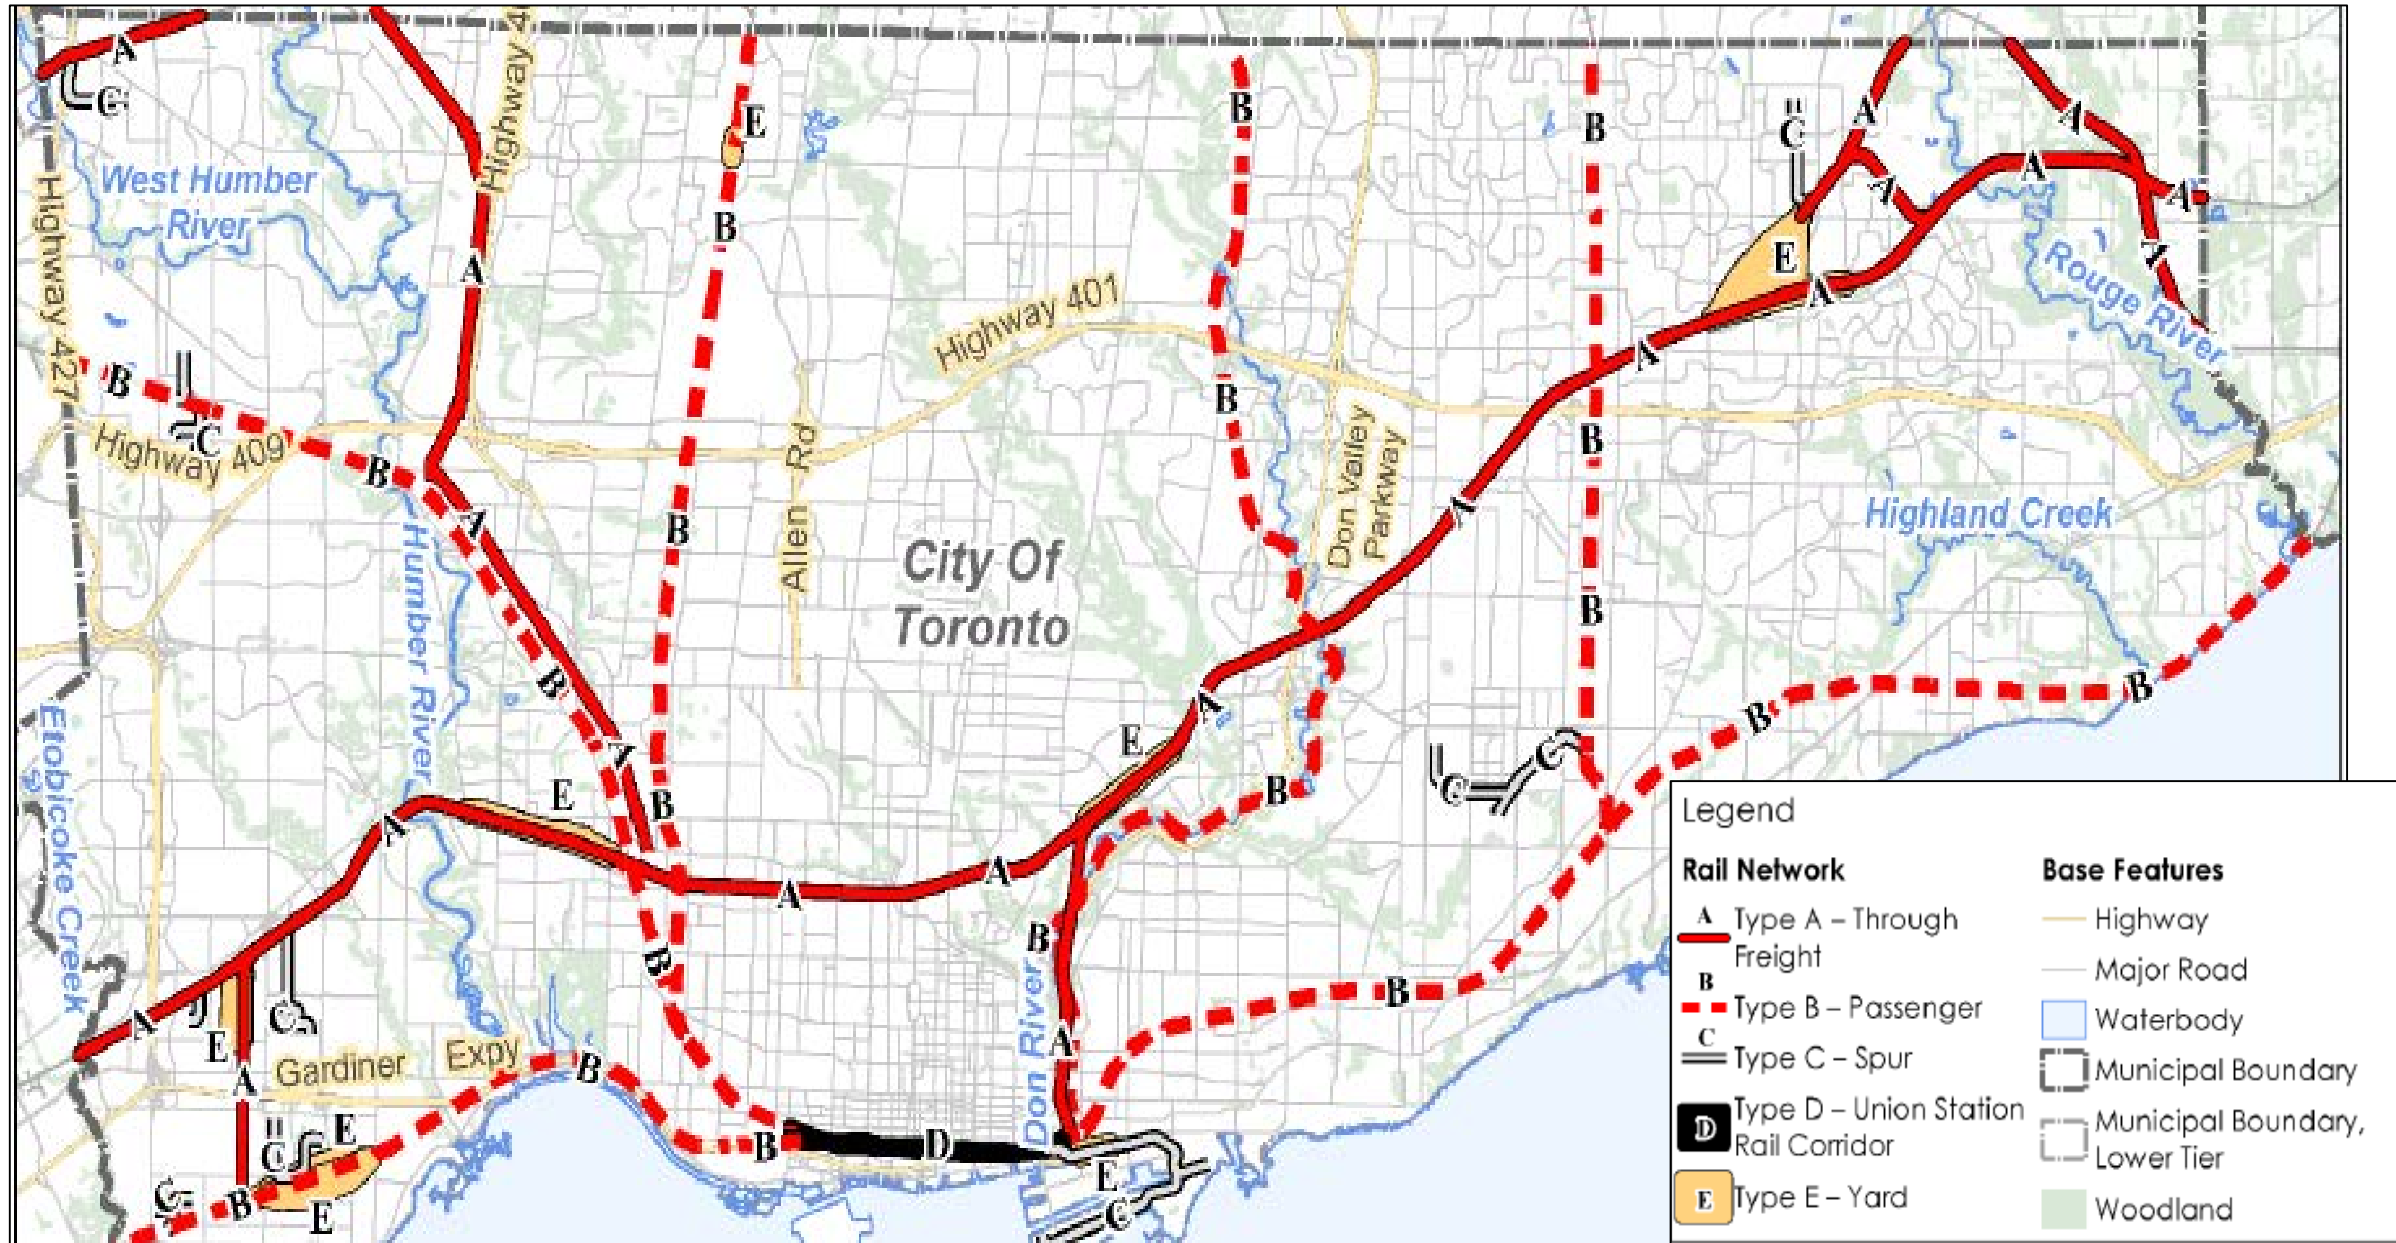 Highway 4
A
E
B
B
A
C
C
B
A
A
A
West Humber
River
B
A
A
A
E
A
Rouge River
Highway 427
Highway 401
A
A
B
B
B
C
Highway 409
B
B
A
Allen Rd
City Of
Toronto
Don Valley
Parkway
A
Highland Creek
B
Humber River
B
A
A
B
B
Etobicoke Creek
E
B
E
B
C
C
A
A
A
B
B
B
A
E
C
A
Gardiner Expy
B
Don River
A
E
C
C
B
E
B
D
E
C
Legend
Rail Network
A Type A – Through
Freight
B
Type B – Passenger
C
Type C – Spur
D Type D – Union Station
Rail Corridor
E Type E – Yard
Base Features
Highway
Major Road
Waterbody
Municipal Boundary
Municipal Boundary,
Lower Tier
Woodland